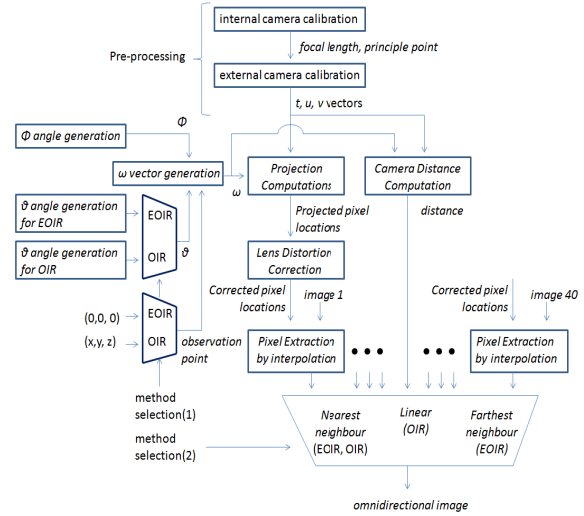 internal camera calibration
focal length, principle point
Pre-processing
external camera calibration
t, u, v vectors
Φ
Φ angle generation
ω vector generation
ω
Projection
Computations
Camera Distance
Computation
ϑ angle generation
for EOIR
EOIR
Projected pixel
locations
distance
ϑ angle generation
for OIR
OIR
ϑ
Lens Distortion
Correction
Corrected pixel
locations
image 1
Corrected pixel
locations
image 40
(0,0, 0)
EOIR
(x,y, z)
OIR
observation
point
Pixel Extraction
by interpolation
Pixel Extraction
by interpolation
method
selection(1)
Nearest
neighbour
(EOIR, OIR)
Linear
(OIR)
Farthest
neighbour
(EOIR)
method
selection(2)
omnidirectional image